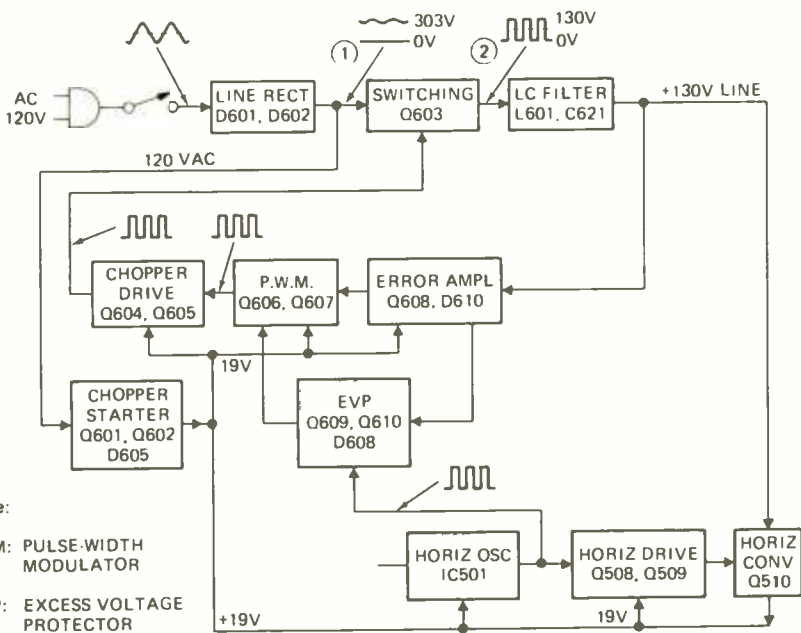 303V
0V
130V
0V
1
2
AC
120V
LINE RECT
D601, D602
SWITCHING
Q603
LC FILTER
L601, C621
+130V LINE
120 VAC
CHOPPER
DRIVE
Q604, Q605
P.W.M.
Q606, Q607
ERROR AMPL
Q608, D610
19V
CHOPPER
STARTER
Q601, Q602
D605
EVP
Q609, Q610
D608
e:
M: PULSE-WIDTH
MODULATOR
P: EXCESS VOLTAGE
PROTECTOR
HORIZ OSC
IC501
HORIZ DRIVE
Q508, Q509
HORIZ
CONV
Q510
+19V
19V